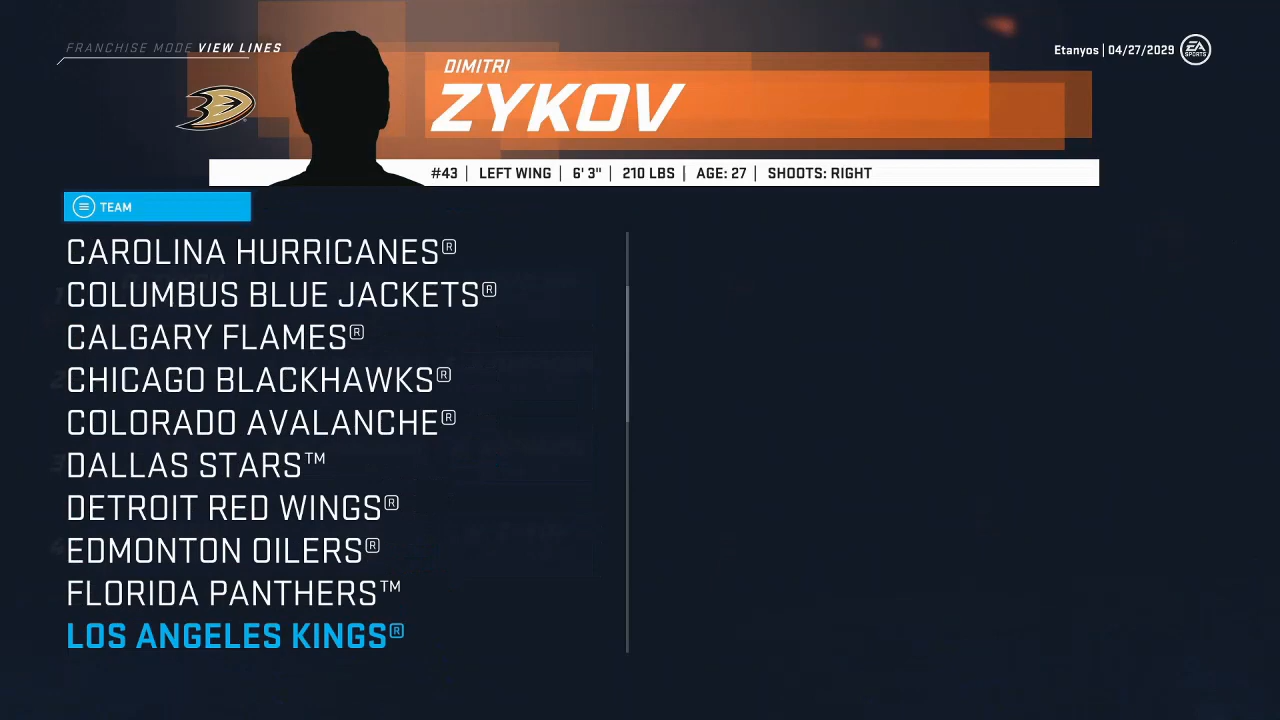 FRANCHISE MODE VIEW LINES
Etanyos | 04/27/2029
EA SPORTS
DIMITRI
ZYKOV
#43 | LEFT WING | 6' 3" | 210 LBS | AGE: 27 | SHOOTS: RIGHT
TEAM
CAROLINA HURRICANES®
COLUMBUS BLUE JACKETS®
CALGARY FLAMES®
CHICAGO BLACKHAWKS®
COLORADO AVALANCHE®
DALLAS STARS™
DETROIT RED WINGS®
EDMONTON OILERS®
FLORIDA PANTHERS™
LOS ANGELES KINGS®